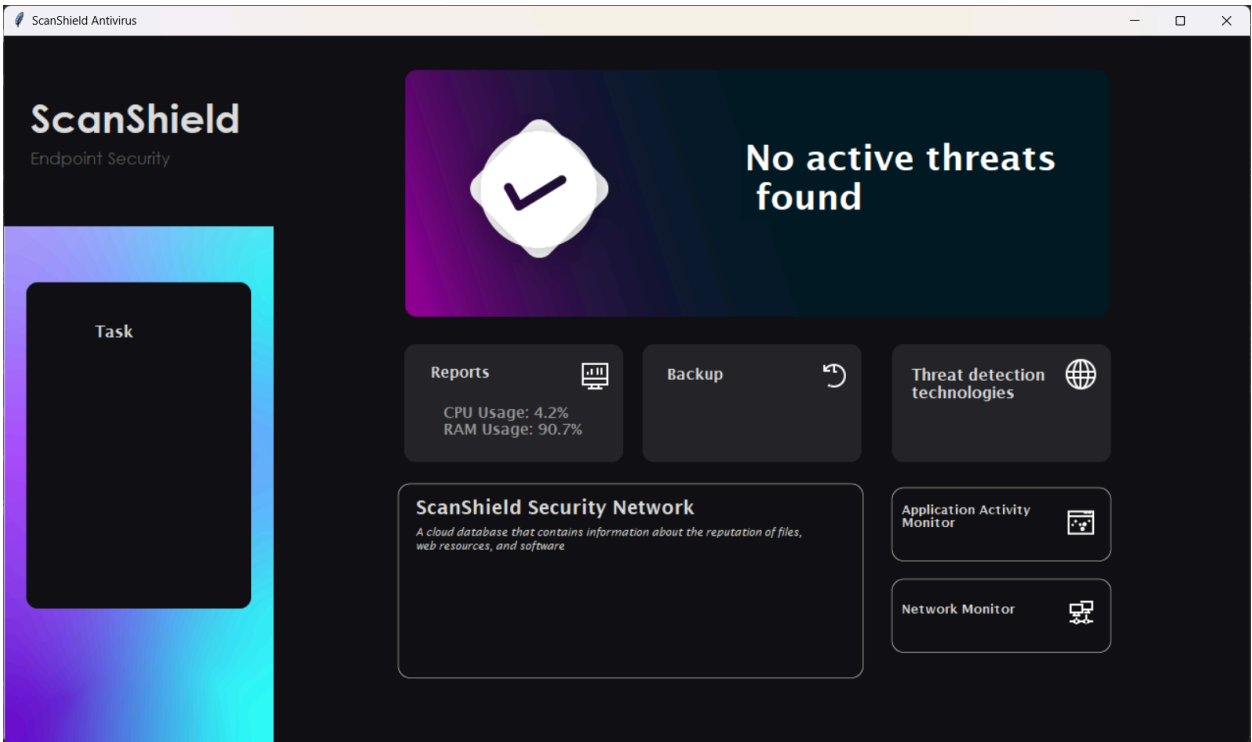 ScanShield Antivirus
ScanShield
Endpoint Security
No active threats
found
Task
Reports
CPU Usage: 4.2%
RAM Usage: 90.7%
Backup
Threat detection
technologies
ScanShield Security Network
A cloud database that contains information about the reputation of files,
web resources, and software
Application Activity
Monitor
Network Monitor